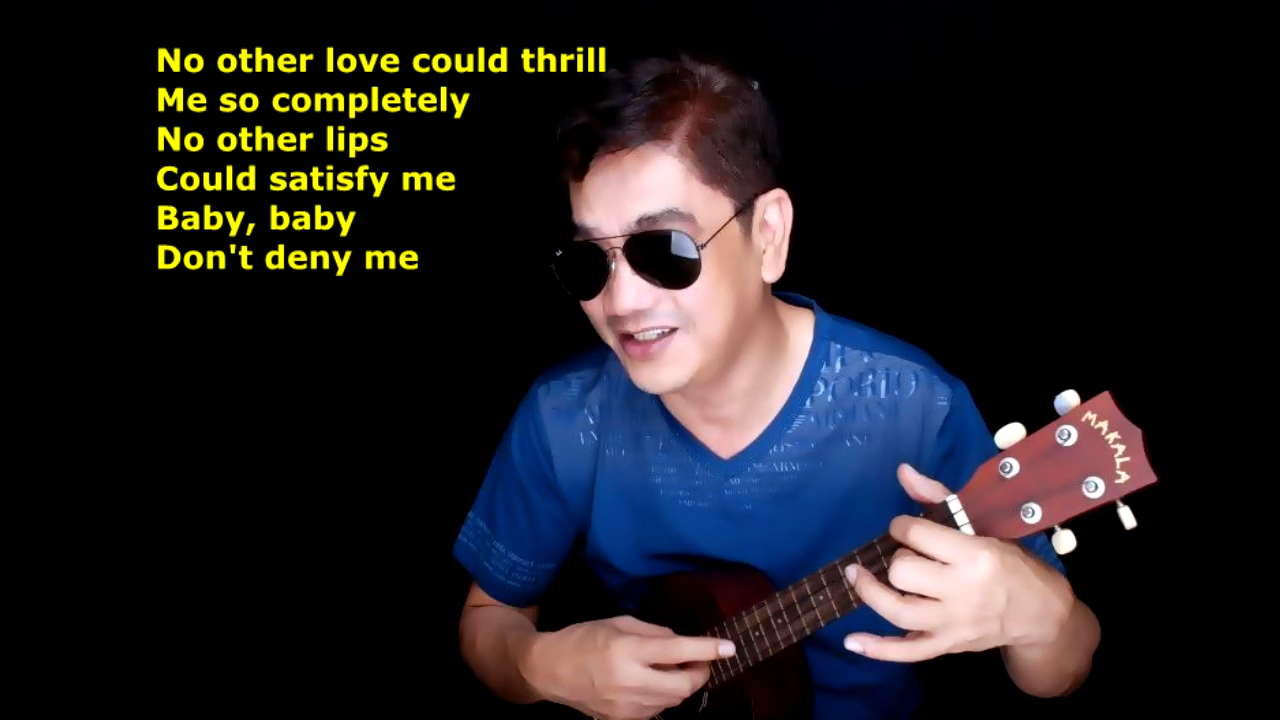 No other love could thrill
Me so completely
No other lips
Could satisfy me
Baby, baby
Don't deny me
MAKALA